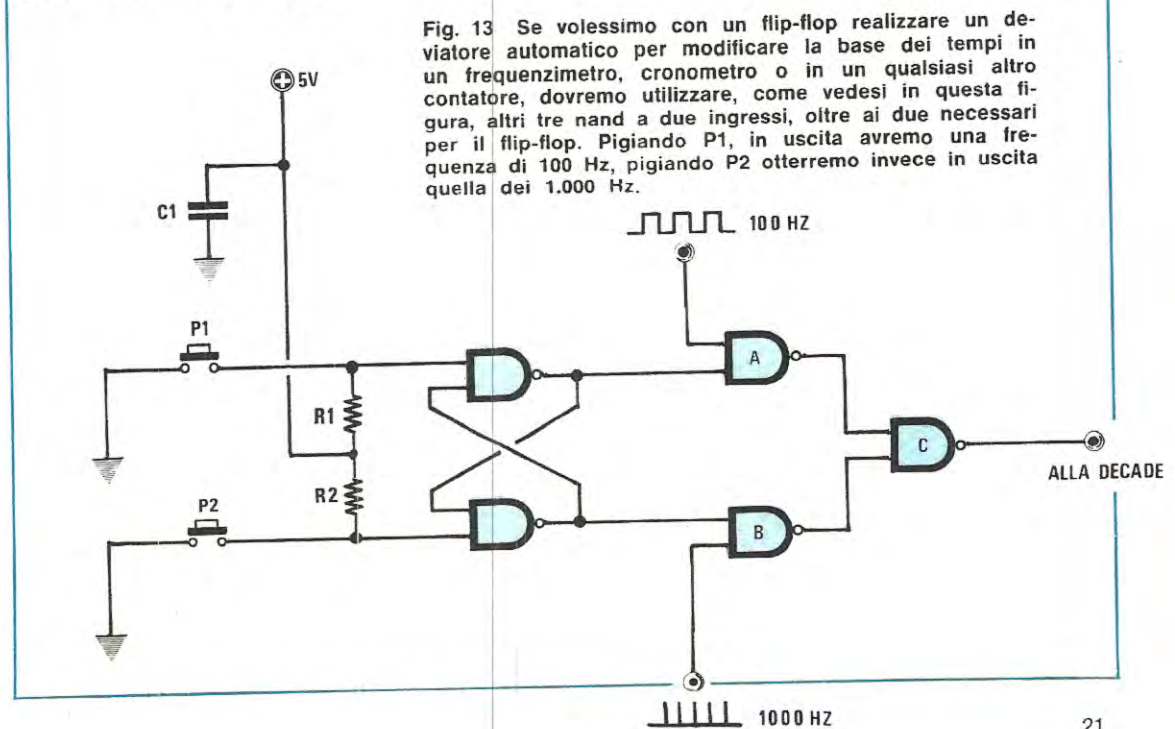 Fig. 13 Se volessimo con un flip-flop realizzare un de-
viatore automatico per modificare la base dei tempi in
un frequenzimetro, cronometro o in un qualsiasi altro
contatore, dovremo utilizzare, come vedesi in questa fi-
gura, altri tre nand a due ingressi, oltre ai due necessari
per il flip-flop. Pigiando P1, in uscita avremo una fre-
quenza di 100 Hz, pigiando P2 otterremo invece in uscita
quella dei 1.000 Hz.
5V
C1
100 HZ
P1
A
R1
C
ALLA DECADE
R2
P2
B
1000 HZ
21